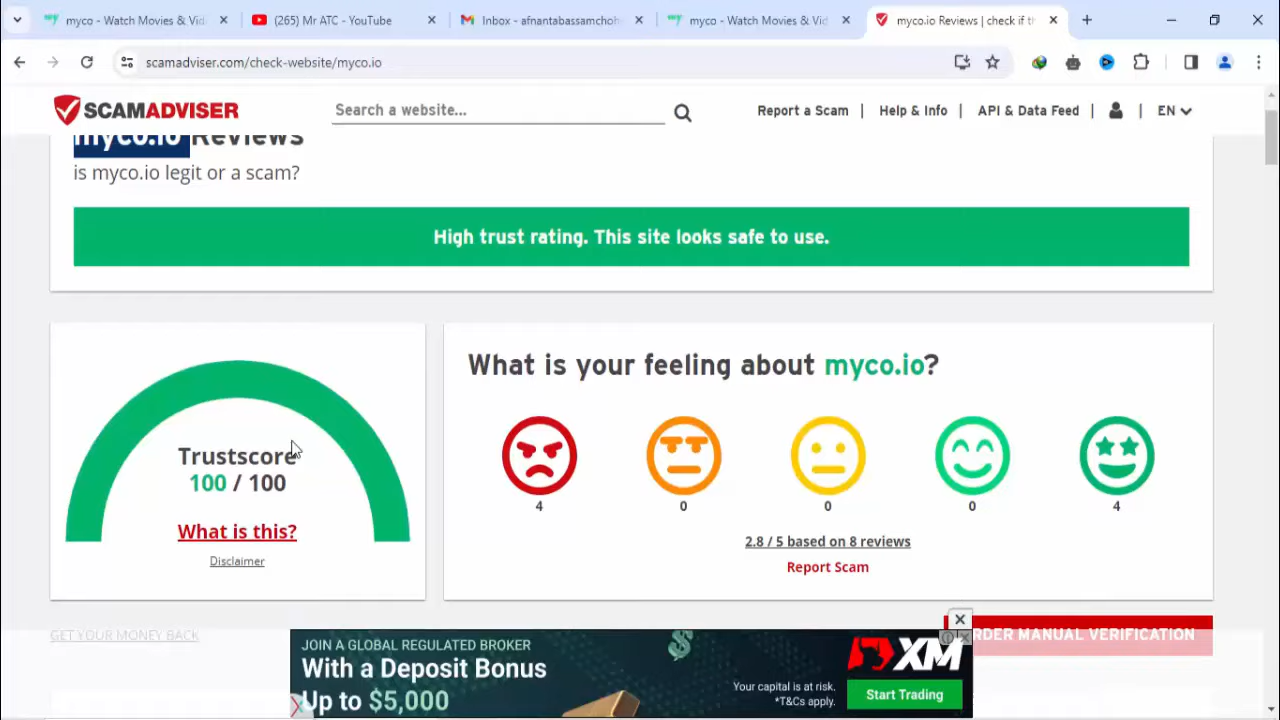 myco - Watch Movies & Vid
(265) Mr ATC - YouTube
Inbox - afnantabassamchoh
myco - Watch Movies & Vid
myco.io Reviews | check if th
scamadviser.com/check-website/myco.io
SCAMADVISER
Search a website...
Report a Scam
Help & Info
API & Data Feed
EN
myco.io Reviews
is myco.io legit or a scam?
High trust rating. This site looks safe to use.
Trustscore
100 / 100
What is this?
Disclaimer
What is your feeling about myco.io?
4
0
0
0
4
2.8 / 5 based on 8 reviews
Report Scam
GET YOUR MONEY BACK
RDER MANUAL VERIFICATION
JOIN A GLOBAL REGULATED BROKER
With a Deposit Bonus
Up to $5,000
Your capital is at risk.
*T&Cs apply.
XM
Start Trading